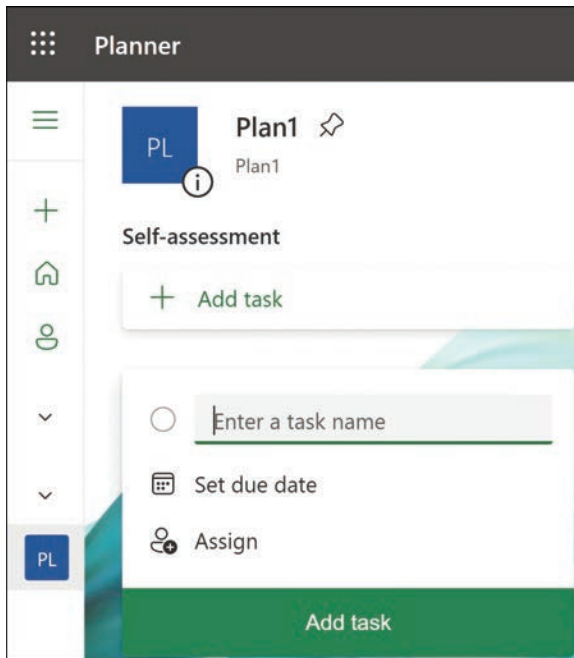 Planner
PL
Plan1
Plan1
Self-assessment
+ Add task
Enter a task name
Set due date
Assign
PL
Add task